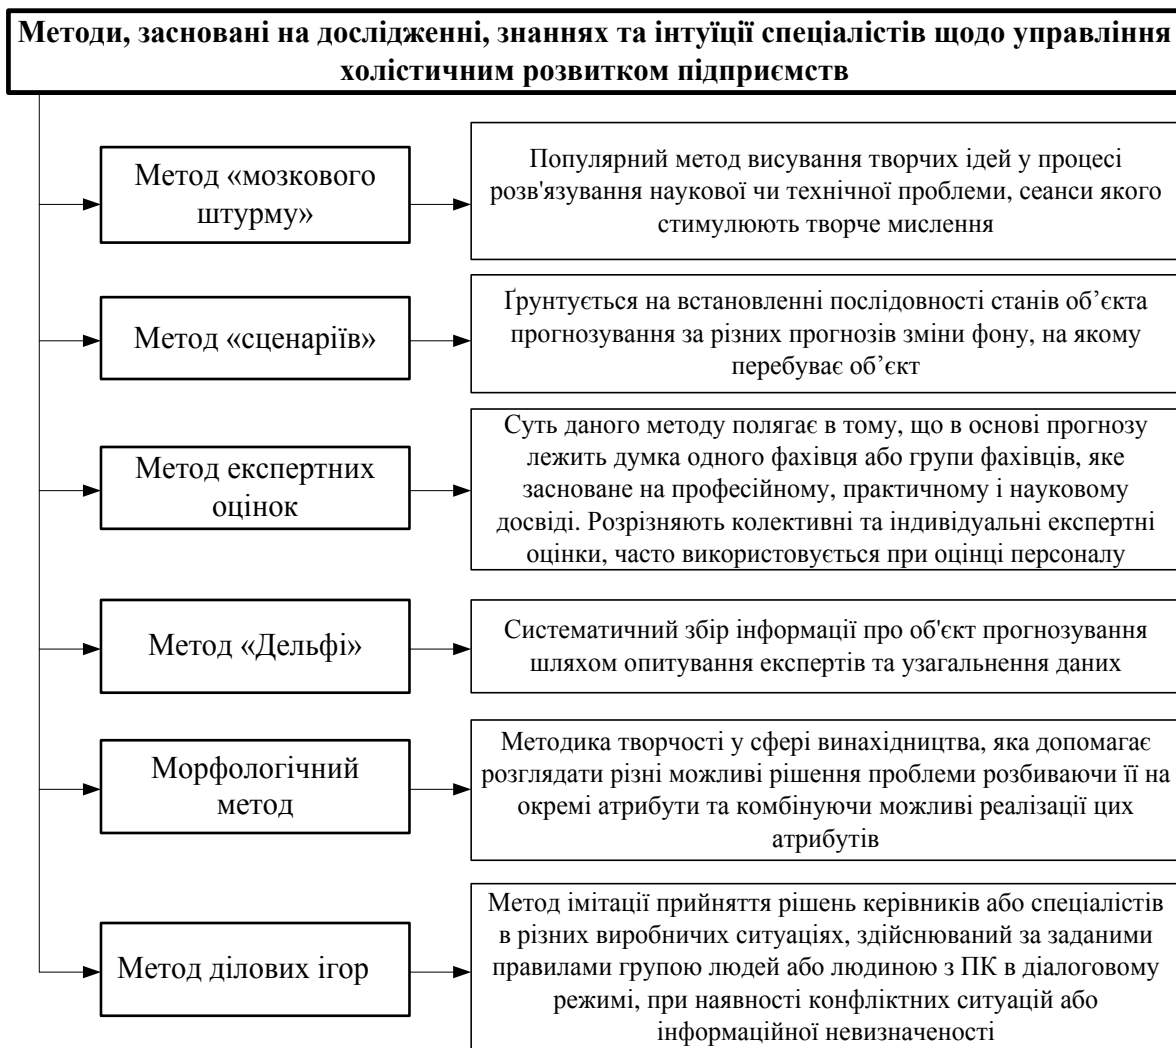 Методи, засновані на дослідженні, знаннях та інтуїції спеціалістів щодо управління
холістичним розвитком підприємств
Метод «мозкового
штурму»
Популярний метод висування творчих ідей у процесі
розв'язування наукової чи технічної проблеми, сеанси якого
стимулюють творче мислення
Метод «сценаріїв»
Ґрунтується на встановленні послідовності станів об’єкта
прогнозування за різних прогнозів зміни фону, на якому
перебуває об’єкт
Метод експертних
оцінок
Суть даного методу полягає в тому, що в основі прогнозу
лежить думка одного фахівця або групи фахівців, яке
засноване на професійному, практичному і науковому
досвіді. Розрізняють колективні та індивідуальні експертні
оцінки, часто використовується при оцінці персоналу
Метод «Дельфі»
Систематичний збір інформації про об'єкт прогнозування
шляхом опитування експертів та узагальнення даних
Морфологічний
метод
Методика творчості у сфері винахідництва, яка допомагає
розглядати різні можливі рішення проблеми розбиваючи її на
окремі атрибути та комбінуючи можливі реалізації цих
атрибутів
Метод ділових ігор
Метод імітації прийняття рішень керівників або спеціалістів
в різних виробничих ситуаціях, здійснюваний за заданими
правилами групою людей або людиною з ПК в діалоговому
режимі, при наявності конфліктних ситуацій або
інформаційної невизначеності